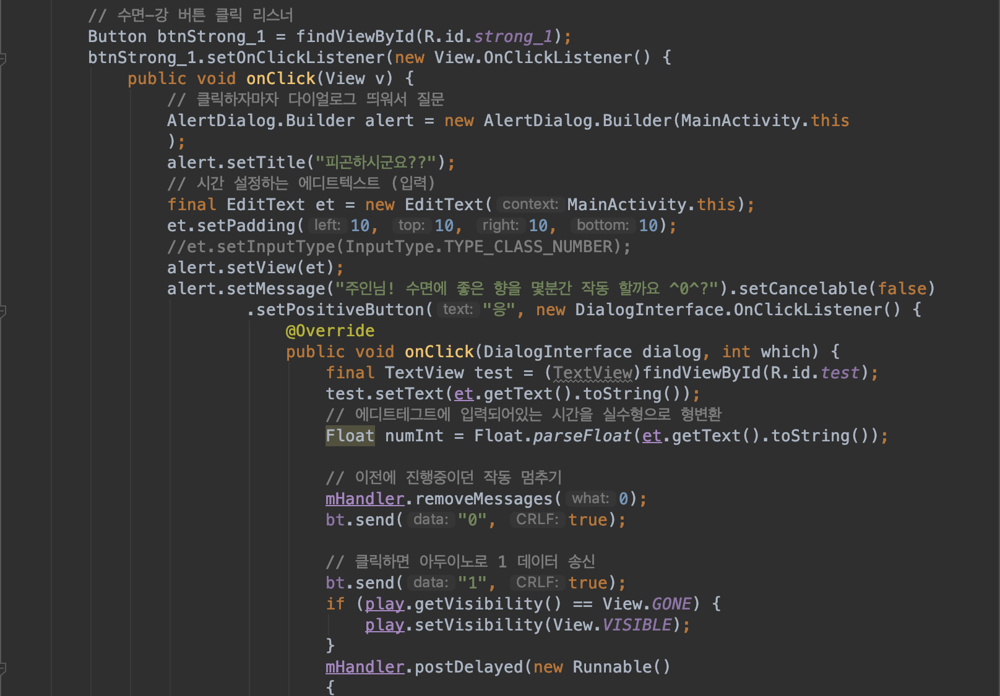 // 수면-강 버튼 클릭 리스너
Button btnStrong_1 = findViewById(R.id.strong_1);
btnStrong_1.setOnClickListener(new View.OnClickListener() {
public void onClick(View v) {
// 클릭하자마자 다이얼로그 띄워서 질문
AlertDialog.Builder alert = new AlertDialog.Builder(MainActivity.this
);
alert.setTitle("피곤하시군요??");
// 시간 설정하는 에디트텍스트 (입력)
final EditText et = new EditText( context: MainActivity.this);
et.setPadding( left: 10, top: 10, right: 10, bottom: 10);
//et.setInputType(InputType.TYPE_CLASS_NUMBER);
alert.setView(et);
alert.setMessage("주인님! 수면에 좋은 향을 몇분간 작동 할까요 ^0^?").setCancelable(false)
.setPositiveButton( text: "응", new DialogInterface.OnClickListener() {
@Override
public void onClick(DialogInterface dialog, int which) {
final TextView test = (TextView)findViewById(R.id.test);
test.setText(et.getText().toString());
// 에디트테그트에 입력되어있는 시간을 실수형으로 형변환
Float numInt = Float.parseFloat(et.getText().toString());
// 이전에 진행중이던 작동 멈추기
mHandler.removeMessages( what: 0);
bt.send( data: "0", CRLF: true);
// 클릭하면 아두이노로 1 데이터 송신
bt.send( data: "1", CRLF: true);
if (play.getVisibility() == View.GONE) {
play.setVisibility(View.VISIBLE);
}
mHandler.postDelayed(new Runnable()
{